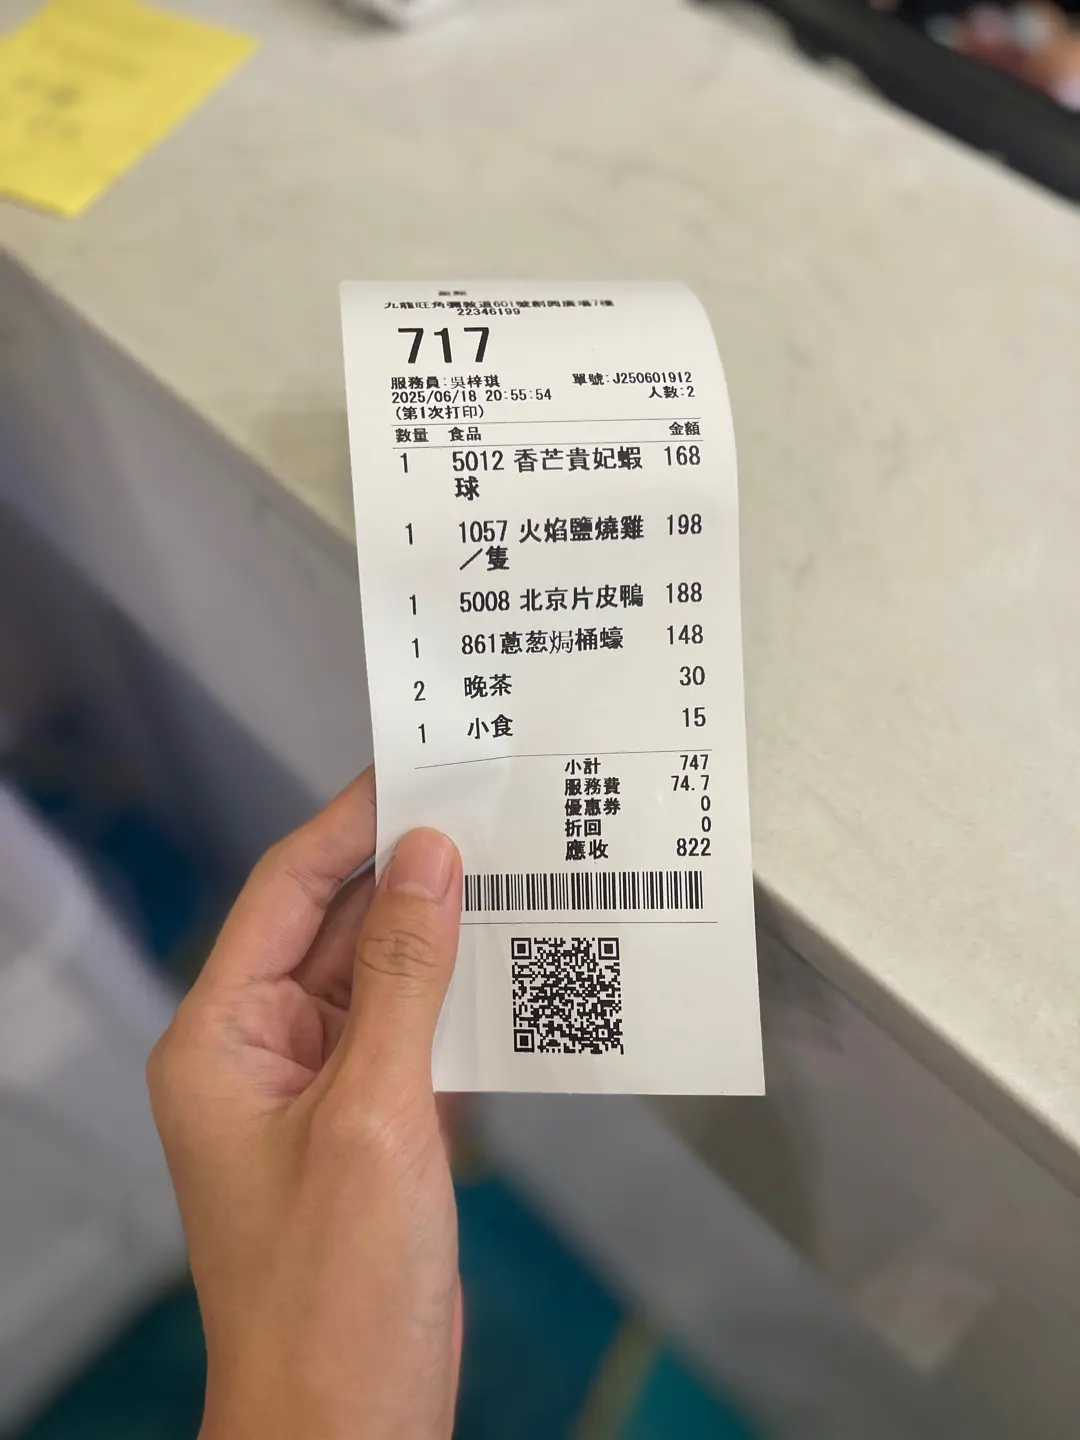 九龍旺角彌敦道601號創興廣場7樓
22346199
717
服務員:吳梓琪 單號:J250601912
2025/06/18 20:55:54 人數:2
(第1次打印)
數量 食品 金額
1 5012 香芒貴妃蝦 168
球
1 1057 火焰鹽燒雞 198
／隻
1 5008 北京片皮鴨 188
1 861蔥葱焗桶蠔 148
2 晚茶 30
1 小食 15
小計 747
服務費 74.7
優惠券 0
折回 0
應收 822